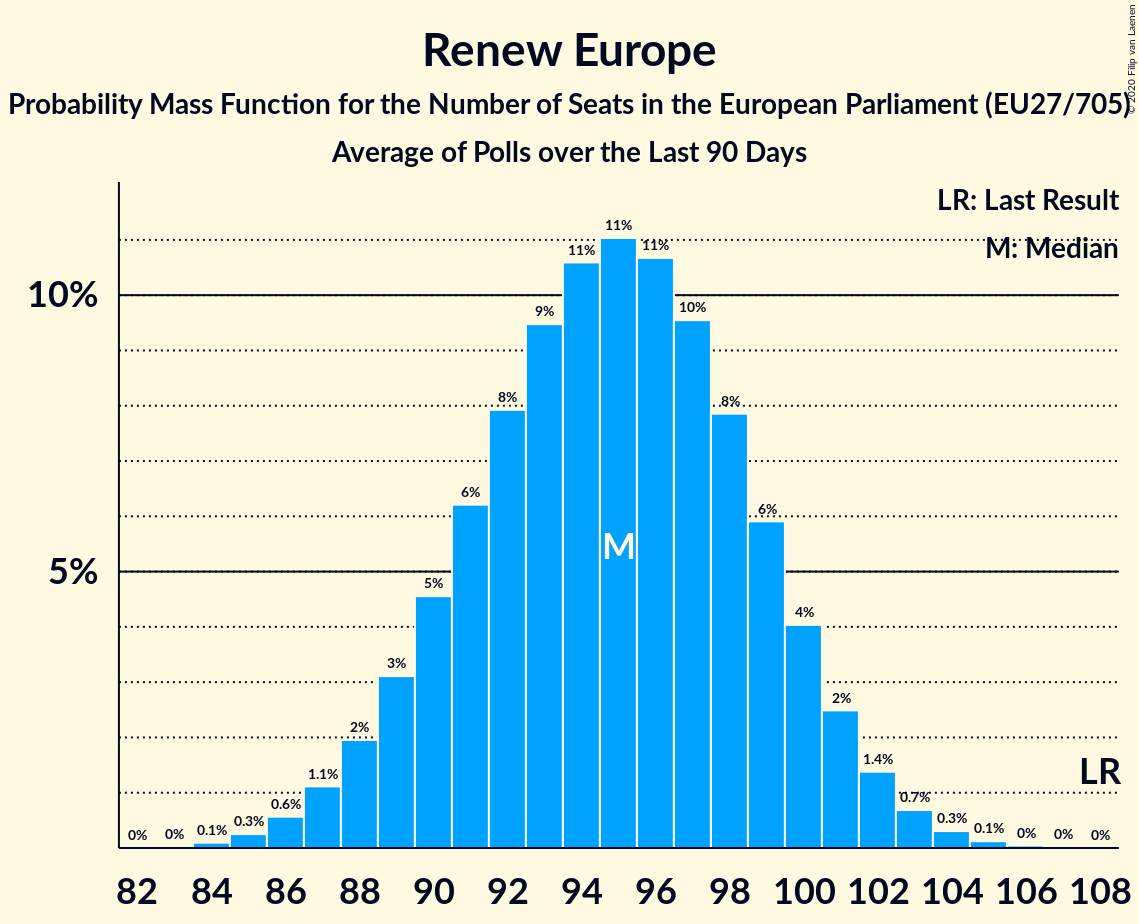 Renew Europe
Probability Mass Function for the Number of Seats in the European Parliament (EU27/705)
Average of Polls over the Last 90 Days
© 2020 Filip van Laenen
LR: Last Result
M: Median
10%
5%
0% 0% 0.1% 0.3% 0.6% 1.1% 2% 3% 5% 6% 8% 9% 11% 11% 11% 10% 8% 6% 4% 2% 1.4% 0.7% 0.3% 0.1% 0% 0% 0%
M
LR
82 84 86 88 90 92 94 96 98 100 102 104 106 108